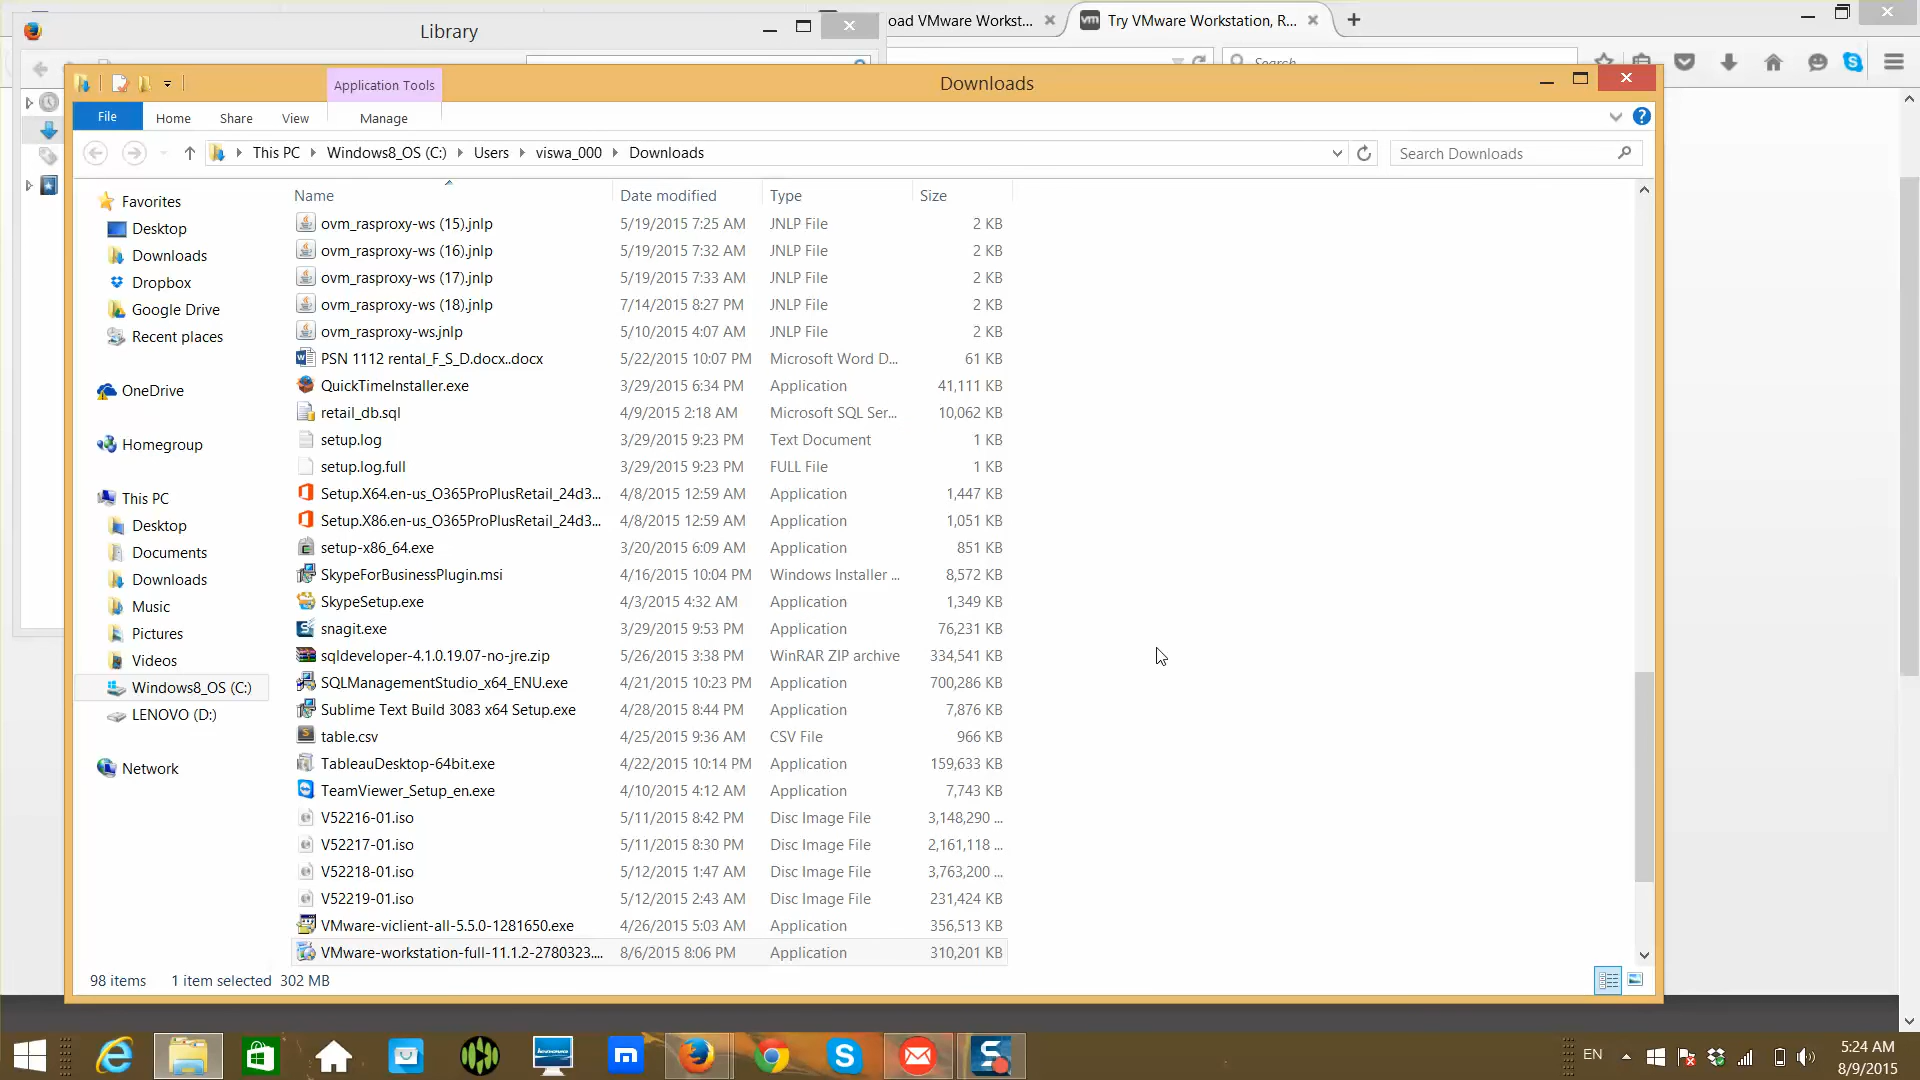 Library
oad VMware Workst...
Try VMware Workstation, R...
Search
Application Tools
Downloads
File
Home
Share
View
Manage
This PC
Windows8_OS (C:)
Users
viswa_000
Downloads
Search Downloads
Name
Date modified
Type
Size
ovm_rasproxy-ws (15).jnlp 5/19/2015 7:25 AM JNLP File 2 KB
ovm_rasproxy-ws (16).jnlp 5/19/2015 7:32 AM JNLP File 2 KB
ovm_rasproxy-ws (17).jnlp 5/19/2015 7:33 AM JNLP File 2 KB
ovm_rasproxy-ws (18).jnlp 7/14/2015 8:27 PM JNLP File 2 KB
ovm_rasproxy-ws.jnlp 5/10/2015 4:07 AM JNLP File 2 KB
PSN 1112 rental_F_S_D.docx..docx 5/22/2015 10:07 PM Microsoft Word D... 61 KB
QuickTimeInstaller.exe 3/29/2015 6:34 PM Application 41,111 KB
retail_db.sql 4/9/2015 2:18 AM Microsoft SQL Ser... 10,062 KB
setup.log 3/29/2015 9:23 PM Text Document 1 KB
setup.log.full 3/29/2015 9:23 PM FULL File 1 KB
Setup.X64.en-us_O365ProPlusRetail_24d3... 4/8/2015 12:59 AM Application 1,447 KB
Setup.X86.en-us_O365ProPlusRetail_24d3... 4/8/2015 12:59 AM Application 1,051 KB
setup-x86_64.exe 3/20/2015 6:09 AM Application 851 KB
SkypeForBusinessPlugin.msi 4/16/2015 10:04 PM Windows Installer ... 8,572 KB
SkypeSetup.exe 4/3/2015 4:32 AM Application 1,349 KB
snagit.exe 3/29/2015 9:53 PM Application 76,231 KB
sqldeveloper-4.1.0.19.07-no-jre.zip 5/26/2015 3:38 PM WinRAR ZIP archive 334,541 KB
SQLManagementStudio_x64_ENU.exe 4/21/2015 10:23 PM Application 700,286 KB
Sublime Text Build 3083 x64 Setup.exe 4/28/2015 8:44 PM Application 7,876 KB
table.csv 4/25/2015 9:36 AM CSV File 966 KB
TableauDesktop-64bit.exe 4/22/2015 10:14 PM Application 159,633 KB
TeamViewer_Setup_en.exe 4/10/2015 4:12 AM Application 7,743 KB
V52216-01.iso 5/11/2015 8:42 PM Disc Image File 3,148,290 ...
V52217-01.iso 5/11/2015 8:30 PM Disc Image File 2,161,118 ...
V52218-01.iso 5/12/2015 1:47 AM Disc Image File 3,763,200 ...
V52219-01.iso 5/12/2015 2:43 AM Disc Image File 231,424 KB
VMware-viclient-all-5.5.0-1281650.exe 4/26/2015 5:03 AM Application 356,513 KB
VMware-workstation-full-11.1.2-2780323.... 8/6/2015 8:06 PM Application 310,201 KB
Favorites
Desktop
Downloads
Dropbox
Google Drive
Recent places
OneDrive
Homegroup
This PC
Desktop
Documents
Downloads
Music
Pictures
Videos
Windows8_OS (C:)
LENOVO (D:)
Network
98 items 1 item selected 302 MB
EN
5:24 AM
8/9/2015